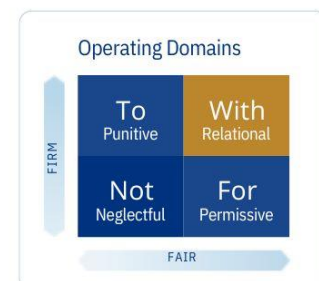 Operating Domains
To
Punitive
With
Relational
Not
Neglectful
For
Permissive
FIRM
FAIR